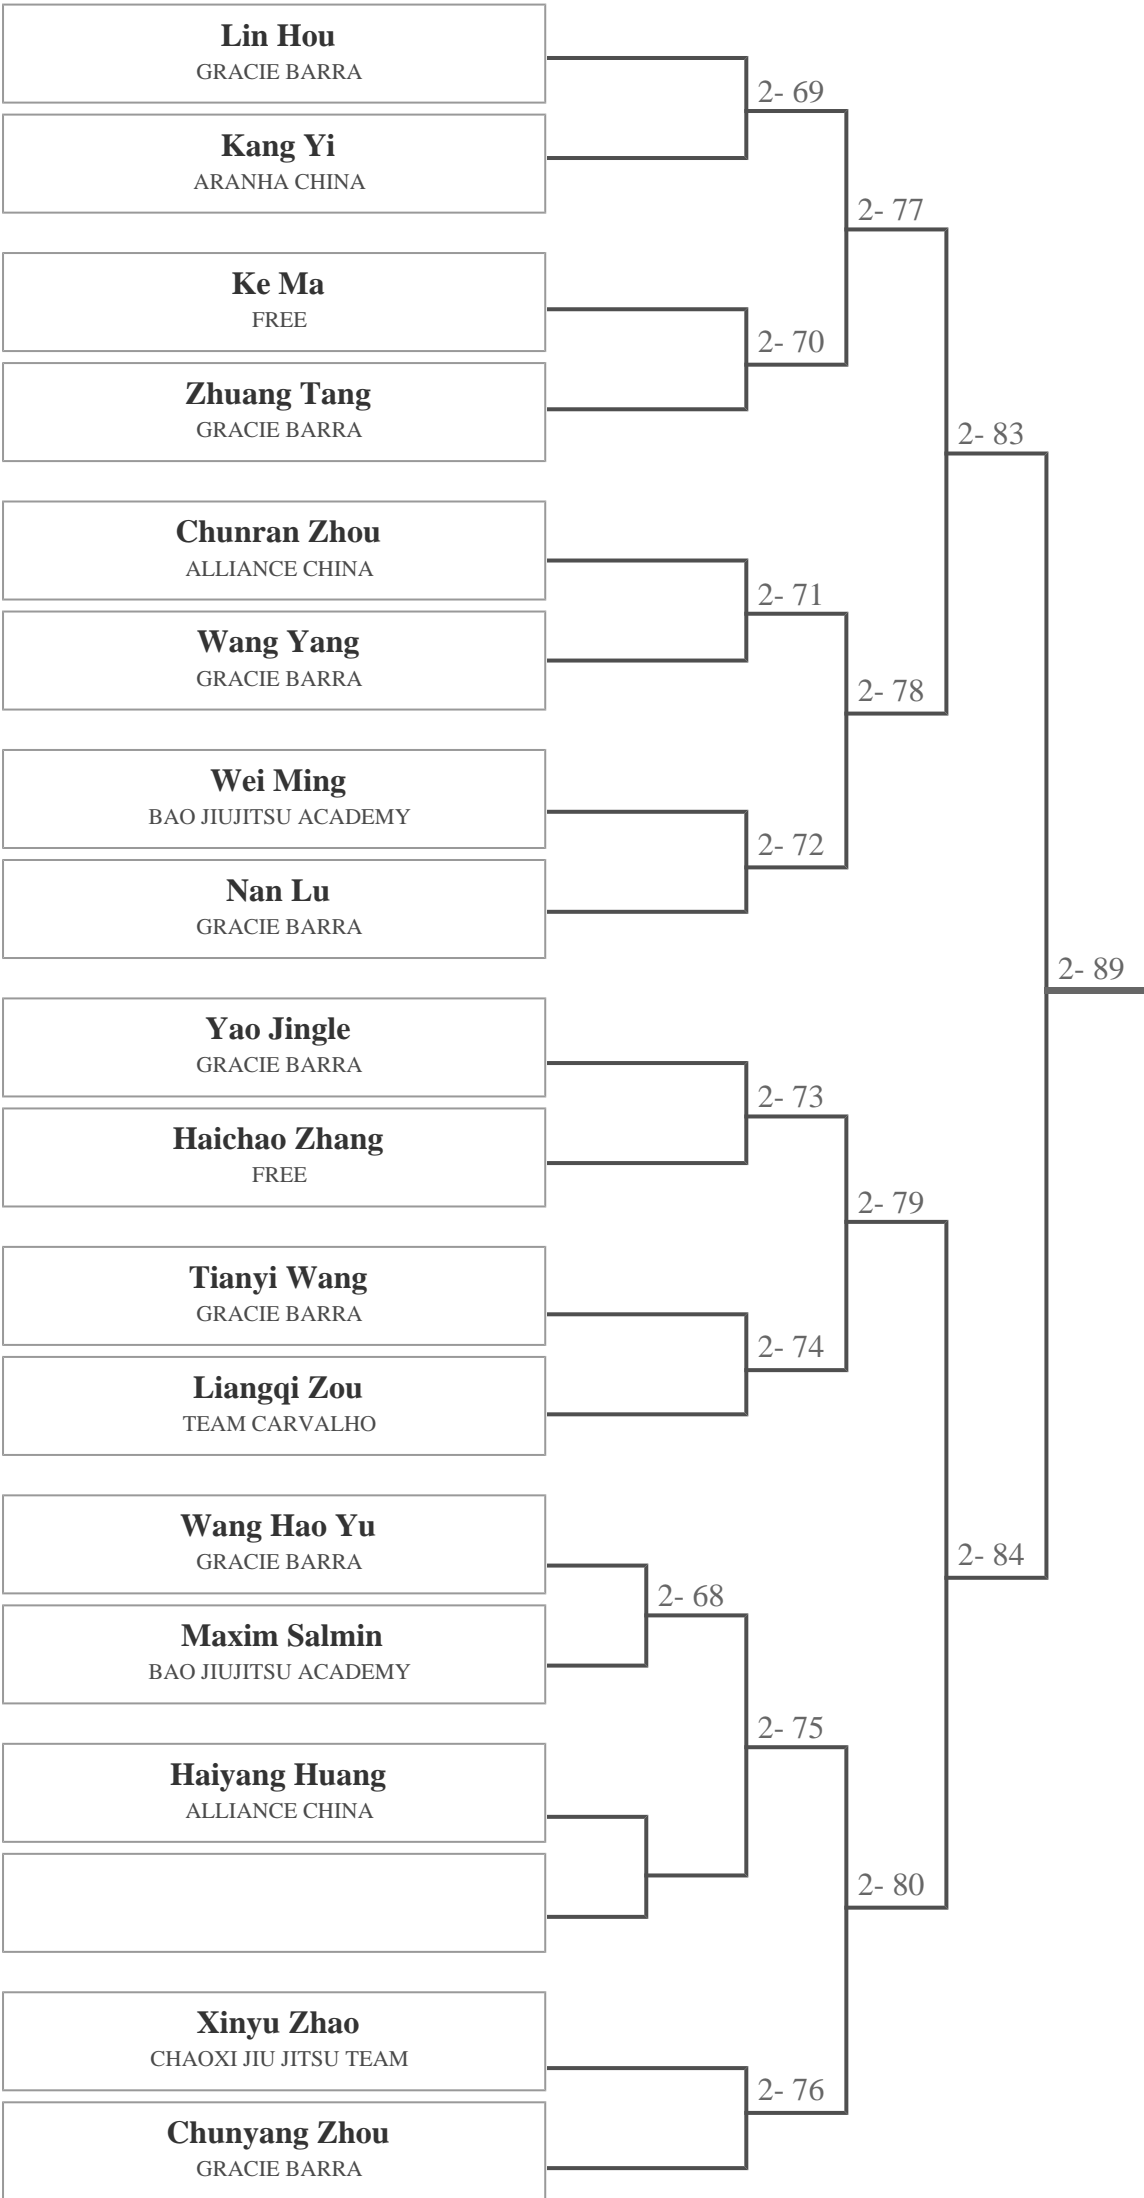 Lin Hou
GRACIE BARRA
2- 69
Kang Yi
ARANHA CHINA
2- 77
Ke Ma
FREE
2- 70
Zhuang Tang
GRACIE BARRA
2- 83
Chunran Zhou
ALLIANCE CHINA
2- 71
Wang Yang
GRACIE BARRA
2- 78
Wei Ming
BAO JIUJITSU ACADEMY
2- 72
Nan Lu
GRACIE BARRA
2- 89
Yao Jingle
GRACIE BARRA
2- 73
Haichao Zhang
FREE
2- 79
Tianyi Wang
GRACIE BARRA
2- 74
Liangqi Zou
TEAM CARVALHO
Wang Hao Yu
GRACIE BARRA
2- 84
2- 68
Maxim Salmin
BAO JIUJITSU ACADEMY
2- 75
Haiyang Huang
ALLIANCE CHINA
2- 80
Xinyu Zhao
CHAOXI JIU JITSU TEAM
2- 76
Chunyang Zhou
GRACIE BARRA